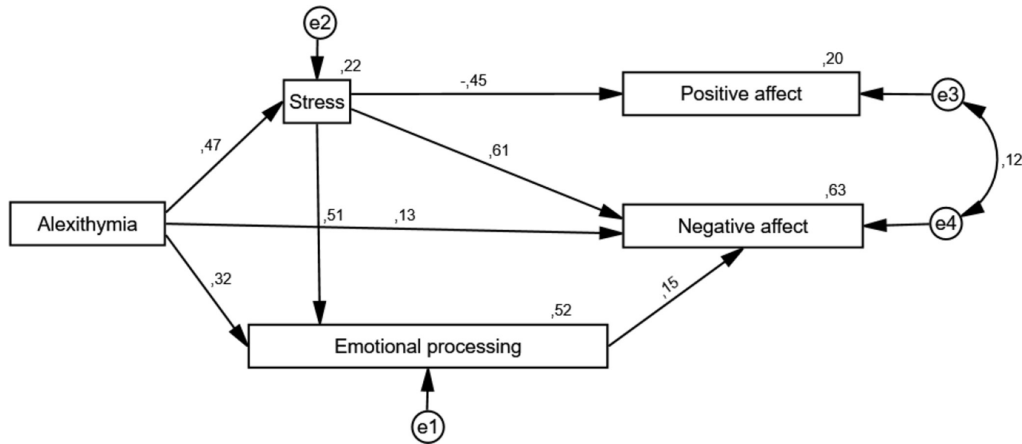 e2
,22
Stress
-,45
,20
Positive affect
e3
,47
,61
,12
Alexithymia
,51
,13
,63
Negative affect
e4
,32
,15
,52
Emotional processing
e1